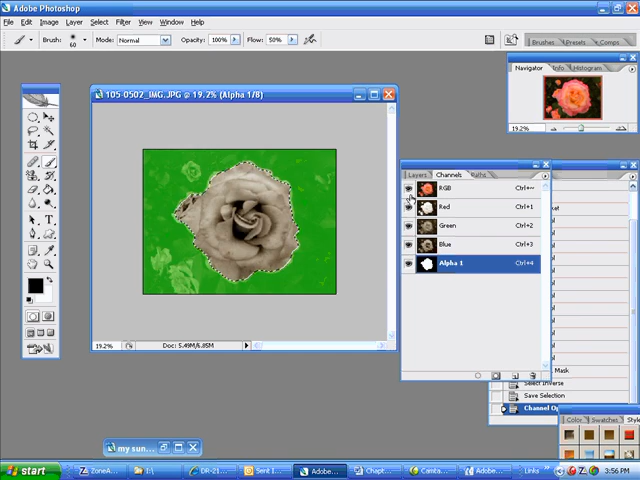 Adobe Photoshop
File Edit Image Layer Select Filter View Window Help
Brush: 60 Mode: Normal Opacity: 100% Flow: 50%
Brushes Presets Comps
Navigator Info Histogram
19.2%
105-0502_IMG.JPG @ 19.2% (Alpha 1/8)
Layers Channels Paths
RGB Ctrl+~
Red Ctrl+1
Green Ctrl+2
Blue Ctrl+3
Alpha 1 Ctrl+4
19.2% Doc: 5.49M/6.85M
Mask
Select Inverse
Save Selection
Channel Op
Color Swatches Style
my sun...
start ZoneA... I:\ DR-21... Sent I... Adobe... Chapt... Camta... Adobe... Links 3:56 PM